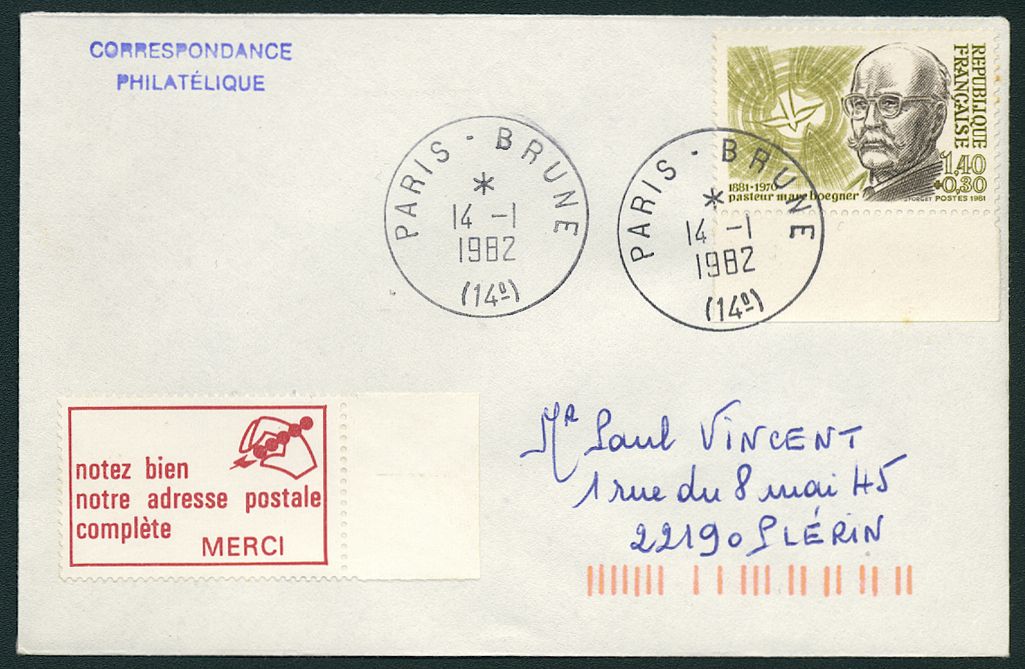 CORRESPONDANCE
PHILATÉLIQUE
PARIS - BRUNE
*
14 -1
1982
(14e)
PARIS - BRUNE
*
14 -1
1982
(14e)
REPUBLIQUE
FRANÇAISE
1,40
+0,30
1881-1970
pasteur marc boegner
FORGET POSTES 1981
notez bien
notre adresse postale
complète
MERCI
Mr Paul VINCENT
1 rue du 8 mai 45
22190 PLÉRIN